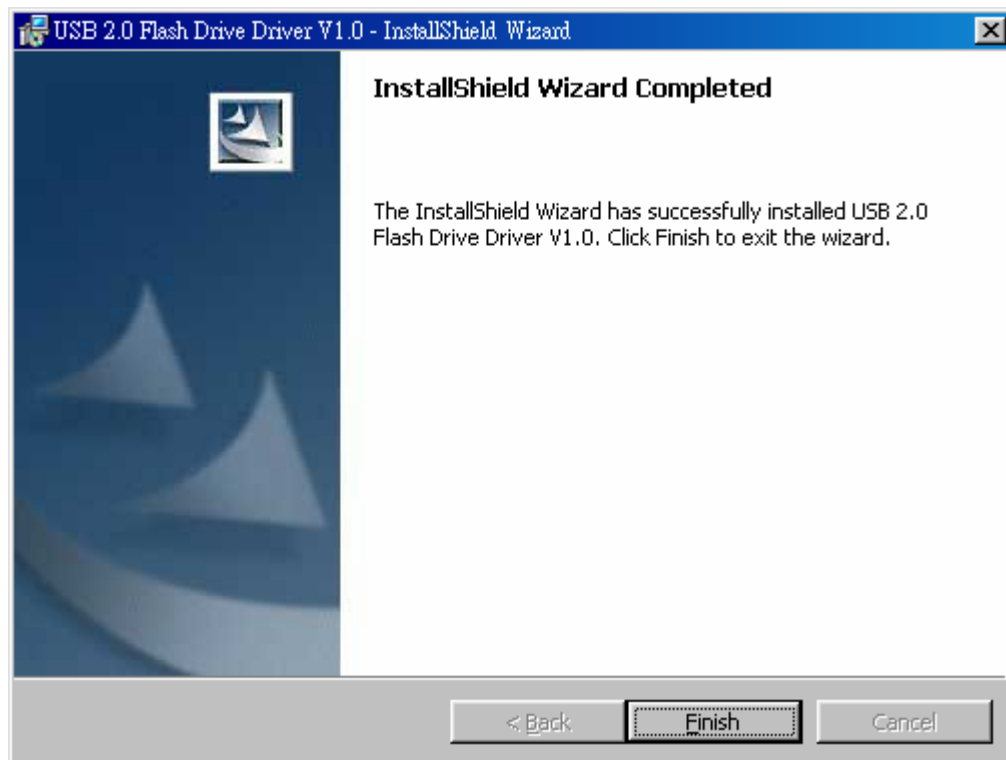 USB 2.0 Flash Drive Driver V1.0 - InstallShield Wizard
InstallShield Wizard Completed
The InstallShield Wizard has successfully installed USB 2.0
Flash Drive Driver V1.0. Click Finish to exit the wizard.
< Back Finish Cancel